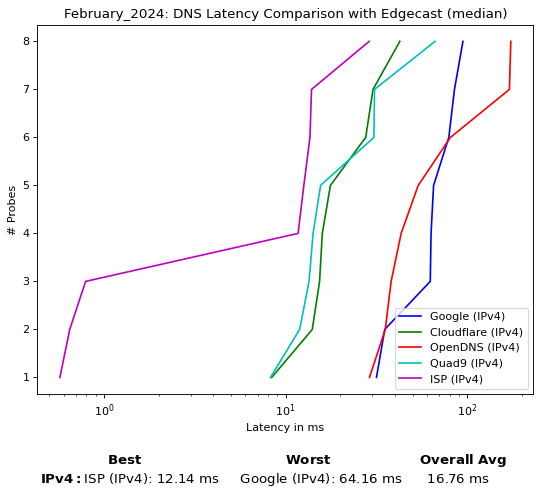 February_2024: DNS Latency Comparison with Edgecast (median)
8
7
6
5
4
3
2
1
# Probes
Google (IPv4)
Cloudflare (IPv4)
OpenDNS (IPv4)
Quad9 (IPv4)
ISP (IPv4)
10⁰ 10¹ 10²
Latency in ms
Best Worst Overall Avg
IPv4: ISP (IPv4): 12.14 ms Google (IPv4): 64.16 ms 16.76 ms